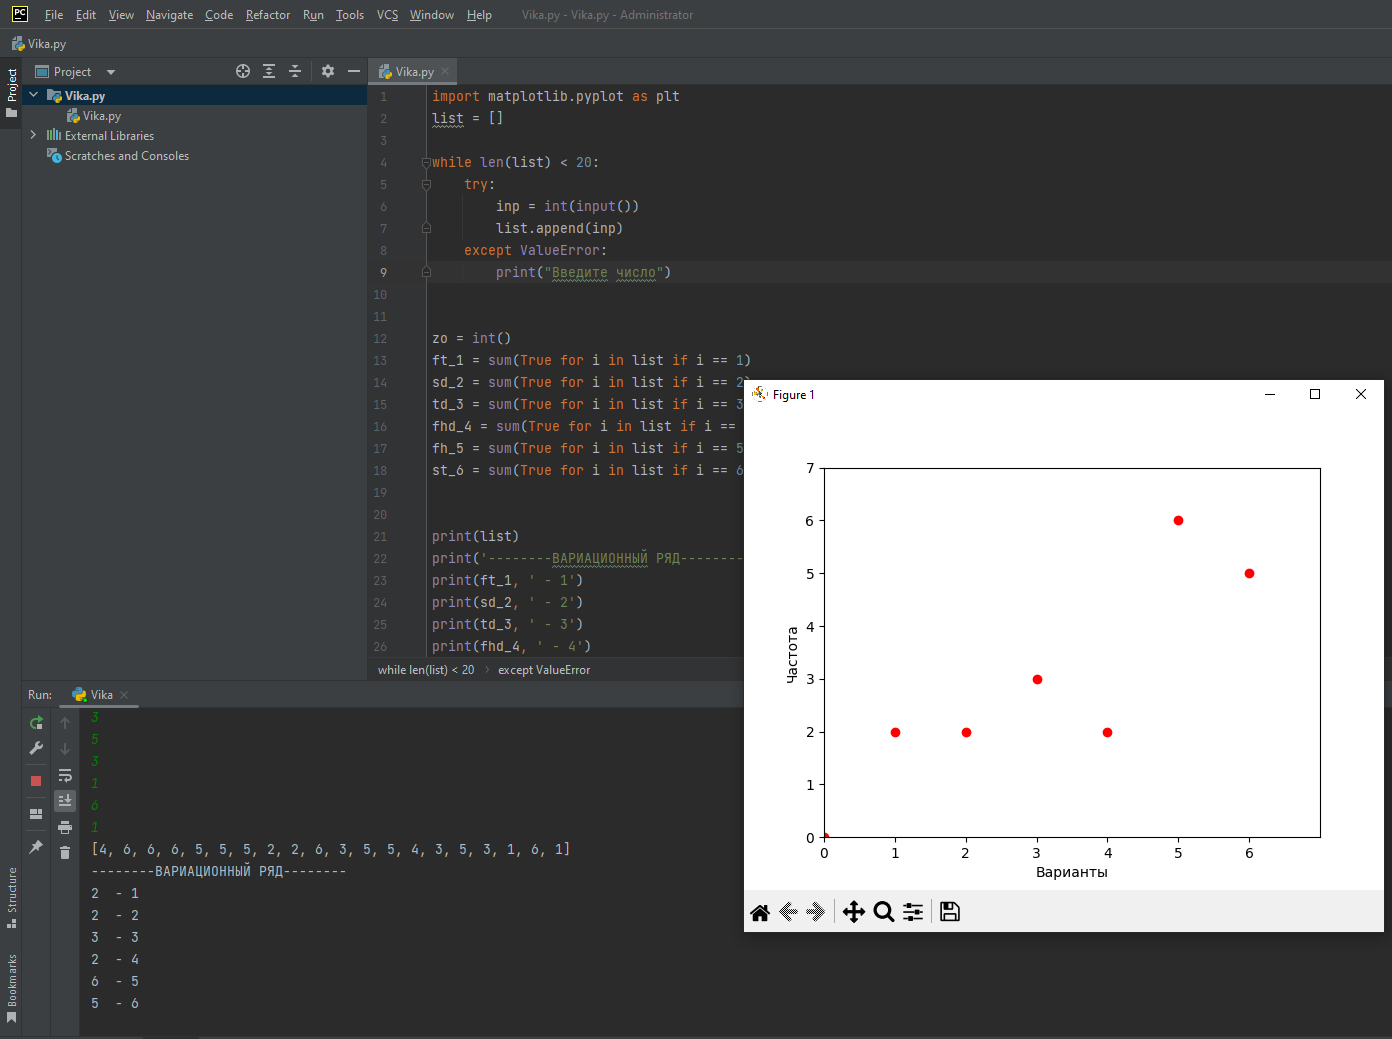 PC File Edit View Navigate Code Refactor Run Tools VCS Window Help Vika.py - Vika.py - Administrator
Vika.py
Project
Project
Vika.py
Vika.py
External Libraries
Scratches and Consoles
Vika.py
1 import matplotlib.pyplot as plt
2 list = []
3
4 while len(list) < 20:
5 try:
6 inp = int(input())
7 list.append(inp)
8 except ValueError:
9 print("Введите число")
10
11
12 zo = int()
13 ft_1 = sum(True for i in list if i == 1)
14 sd_2 = sum(True for i in list if i == 2)
15 td_3 = sum(True for i in list if i == 3
16 fhd_4 = sum(True for i in list if i ==
17 fh_5 = sum(True for i in list if i == 5
18 st_6 = sum(True for i in list if i == 6
19
20
21 print(list)
22 print('--------ВАРИАЦИОННЫЙ РЯД--------
23 print(ft_1, ' - 1')
24 print(sd_2, ' - 2')
25 print(td_3, ' - 3')
26 print(fhd_4, ' - 4')
while len(list) < 20 except ValueError
Figure 1
7
6
5
4
3
2
1
0
Частота
0 1 2 3 4 5 6
Варианты
Run: Vika
3
5
3
1
6
1
[4, 6, 6, 6, 5, 5, 5, 2, 2, 6, 3, 5, 5, 4, 3, 5, 3, 1, 6, 1]
--------ВАРИАЦИОННЫЙ РЯД--------
2 - 1
2 - 2
3 - 3
2 - 4
6 - 5
5 - 6
Structure
Bookmarks